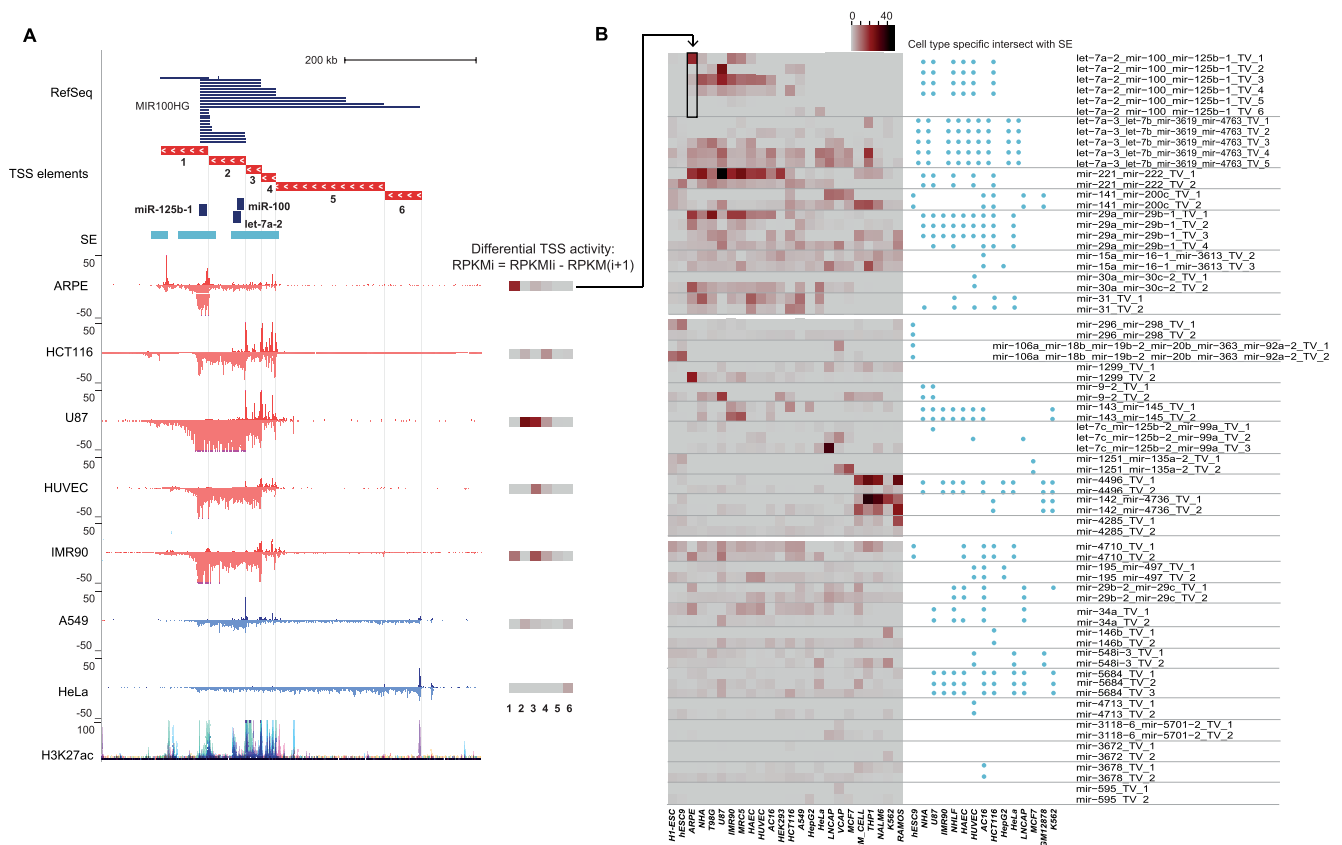 A
200 kb
RefSeq
MIR100HG
TSS elements
1
2
3
4
5
6
miR-125b-1
miR-100
let-7a-2
SE
Differential TSS activity:
RPKMi = RPKMIi - RPKM(i+1)
50
ARPE
-50
50
HCT116
-50
50
U87
-50
50
HUVEC
-50
50
IMR90
-50
50
A549
-50
50
HeLa
-50
1 2 3 4 5 6
100
H3K27ac
B
0 40
Cell type specific intersect with SE
let-7a-2_mir-100_mir-125b-1_TV_1
let-7a-2_mir-100_mir-125b-1_TV_2
let-7a-2_mir-100_mir-125b-1_TV_3
let-7a-2_mir-100_mir-125b-1_TV_4
let-7a-2_mir-100_mir-125b-1_TV_5
let-7a-2_mir-100_mir-125b-1_TV_6
let-7a-3_let-7b_mir-3619_mir-4763_TV_1
let-7a-3_let-7b_mir-3619_mir-4763_TV_2
let-7a-3_let-7b_mir-3619_mir-4763_TV_3
let-7a-3_let-7b_mir-3619_mir-4763_TV_4
let-7a-3_let-7b_mir-3619_mir-4763_TV_5
mir-221_mir-222_TV_1
mir-221_mir-222_TV_2
mir-141_mir-200c_TV_1
mir-141_mir-200c_TV_2
mir-29a_mir-29b-1_TV_1
mir-29a_mir-29b-1_TV_2
mir-29a_mir-29b-1_TV_3
mir-29a_mir-29b-1_TV_4
mir-15a_mir-16-1_mir-3613_TV_2
mir-15a_mir-16-1_mir-3613_TV_3
mir-30a_mir-30c-2_TV_1
mir-30a_mir-30c-2_TV_2
mir-31_TV_1
mir-31_TV_2
mir-296_mir-298_TV_1
mir-296_mir-298_TV_2
mir-106a_mir-18b_mir-19b-2_mir-20b_mir-363_mir-92a-2_TV_1
mir-106a_mir-18b_mir-19b-2_mir-20b_mir-363_mir-92a-2_TV_2
mir-1299_TV_1
mir-1299_TV_2
mir-9-2_TV_1
mir-9-2_TV_2
mir-143_mir-145_TV_1
mir-143_mir-145_TV_2
let-7c_mir-125b-2_mir-99a_TV_1
let-7c_mir-125b-2_mir-99a_TV_2
let-7c_mir-125b-2_mir-99a_TV_3
mir-1251_mir-135a-2_TV_1
mir-1251_mir-135a-2_TV_2
mir-4496_TV_1
mir-4496_TV_2
mir-142_mir-4736_TV_1
mir-142_mir-4736_TV_2
mir-4285_TV_1
mir-4285_TV_2
mir-4710_TV_1
mir-4710_TV_2
mir-195_mir-497_TV_1
mir-195_mir-497_TV_2
mir-29b-2_mir-29c_TV_1
mir-29b-2_mir-29c_TV_2
mir-34a_TV_1
mir-34a_TV_2
mir-146b_TV_1
mir-146b_TV_2
mir-548i-3_TV_1
mir-548i-3_TV_2
mir-5684_TV_1
mir-5684_TV_2
mir-5684_TV_3
mir-4713_TV_1
mir-4713_TV_2
mir-3118-6_mir-5701-2_TV_1
mir-3118-6_mir-5701-2_TV_2
mir-3672_TV_1
mir-3672_TV_2
mir-3678_TV_1
mir-3678_TV_2
mir-595_TV_1
mir-595_TV_2
H1-ESC
hESC9
ARPE
NHA
T98G
U87
IMR90
MRC5
HAEC
HUVEC
AC16
HEK293
HCT116
A549
HepG2
HeLa
LNCAP
VCAP
MCF7
M_CELL
THP1
NALM6
K562
RAMOS
hESC9
NHA
U87
IMR90
NHLF
HAEC
HUVEC
AC16
HCT116
HepG2
HeLa
LNCAP
MCF7
GM12878
K562